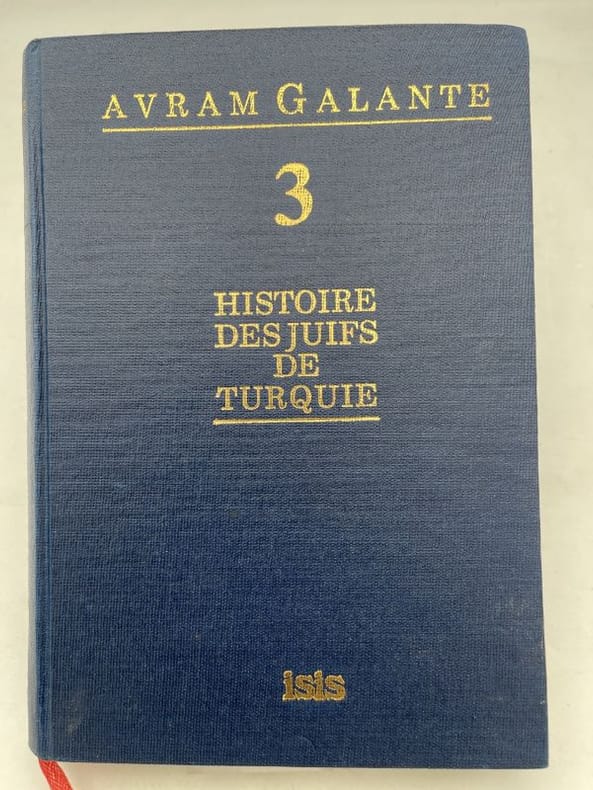 AVRAM GALANTE
3
HISTOIRE
DES JUIFS
DE
TURQUIE
isis